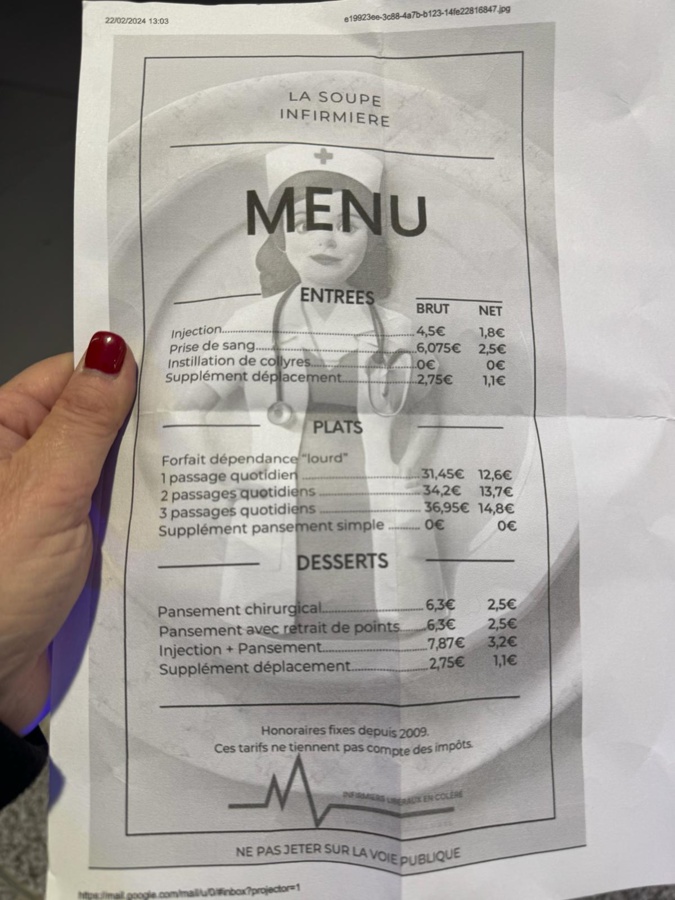 22/02/2024 13:03
e19923ee-3c88-4a7b-b123-14fe22816847.jpg
LA SOUPE
INFIRMIERE
MENU
ENTREES BRUT NET
Injection 4,5€ 1,8€
Prise de sang 6,075€ 2,5€
Instillation de collyres 0€ 0€
Supplément déplacement 2,75€ 1,1€
PLATS
Forfait dépendance "lourd"
1 passage quotidien 31,45€ 12,6€
2 passages quotidiens 34,2€ 13,7€
3 passages quotidiens 36,95€ 14,8€
Supplément pansement simple 0€ 0€
DESSERTS
Pansement chirurgical 6,3€ 2,5€
Pansement avec retrait de points 6,3€ 2,5€
Injection + Pansement 7,87€ 3,2€
Supplément déplacement 2,75€ 1,1€
Honoraires fixes depuis 2009.
Ces tarifs ne tiennent pas compte des impôts.
INFIRMIERS LIBERAUX EN COLÈRE
NE PAS JETER SUR LA VOIE PUBLIQUE
https://mail.google.com/mail/u/0/#inbox?projector=1